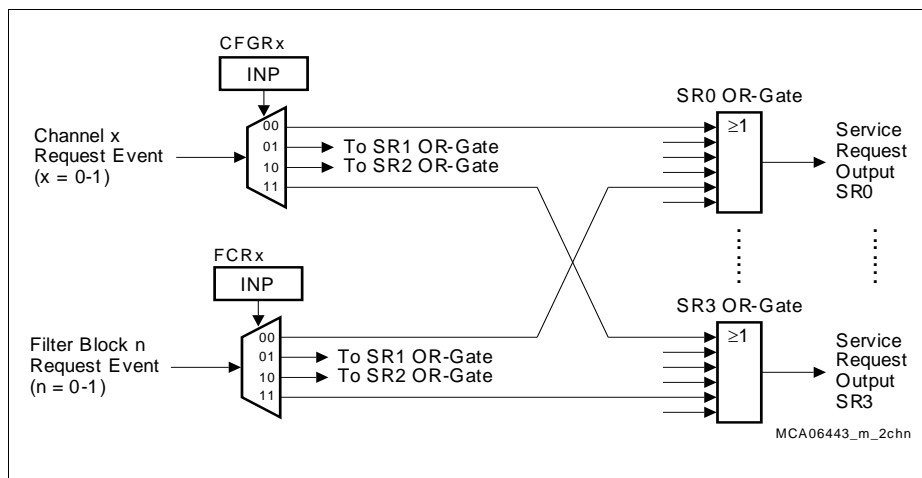 CFGRx
INP
SR0 OR-Gate
Channel x
Request Event
(x = 0-1)
00
01
10
11
To SR1 OR-Gate
To SR2 OR-Gate
≥1
Service
Request
Output
SR0
FCRx
INP
SR3 OR-Gate
Filter Block n
Request Event
(n = 0-1)
00
01
10
11
To SR1 OR-Gate
To SR2 OR-Gate
≥1
Service
Request
Output
SR3
MCA06443_m_2chn